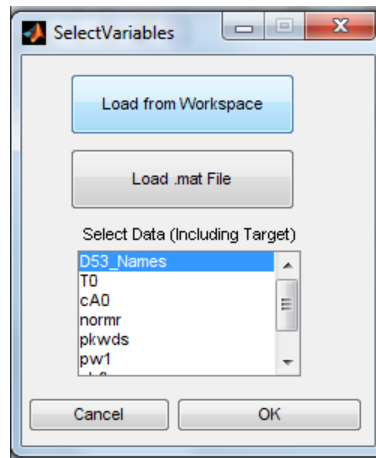 SelectVariables
Load from Workspace
Load .mat File
Select Data (Including Target)
D53_Names
T0
cA0
normr
pkwds
pw1
Cancel
OK